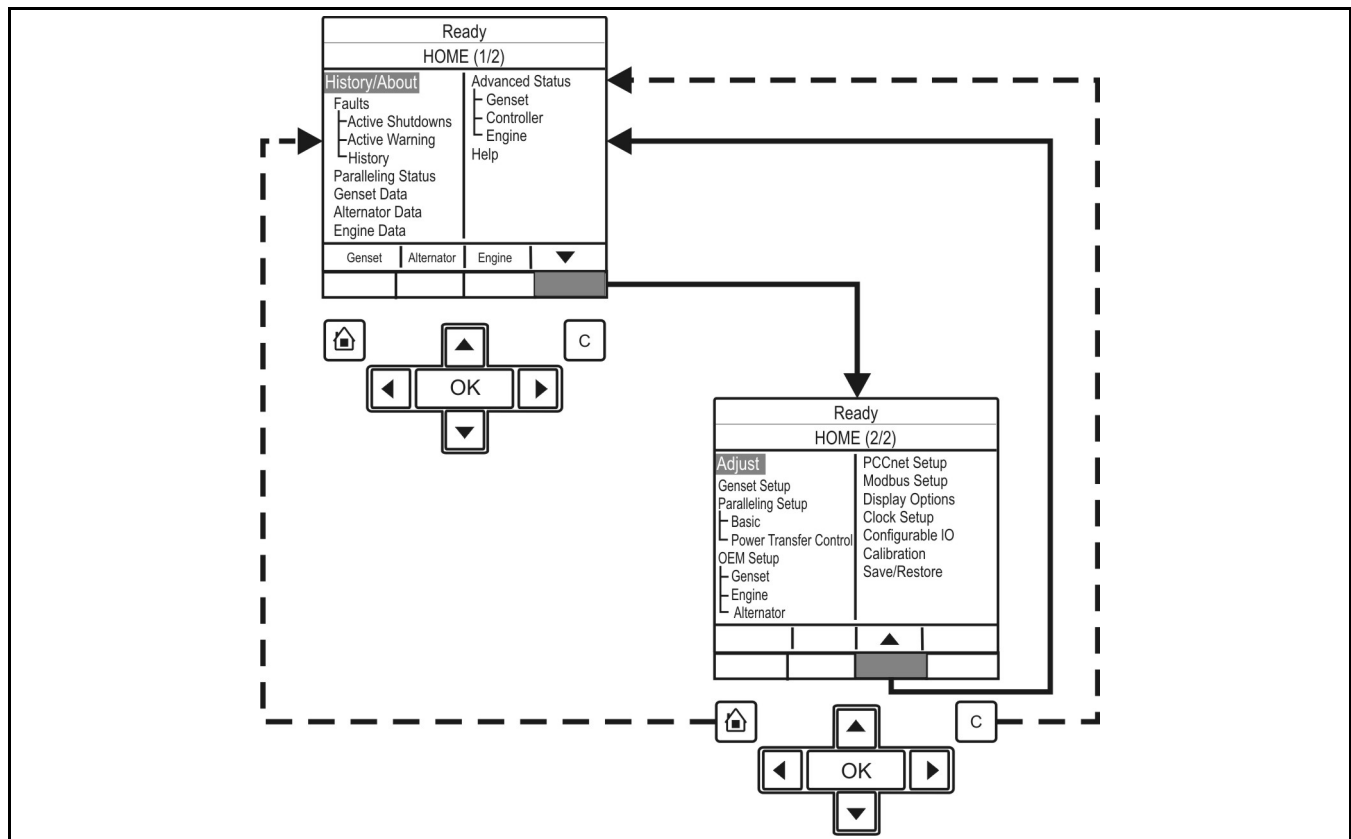 Ready
HOME (1/2)
History/About
Faults
Active Shutdowns
Active Warning
History
Paralleling Status
Genset Data
Alternator Data
Engine Data
Advanced Status
Genset
Controller
Engine
Help
Genset Alternator Engine
C
OK
Ready
HOME (2/2)
Adjust
Genset Setup
Paralleling Setup
Basic
Power Transfer Control
OEM Setup
Genset
Engine
Alternator
PCCnet Setup
Modbus Setup
Display Options
Clock Setup
Configurable IO
Calibration
Save/Restore
C
OK